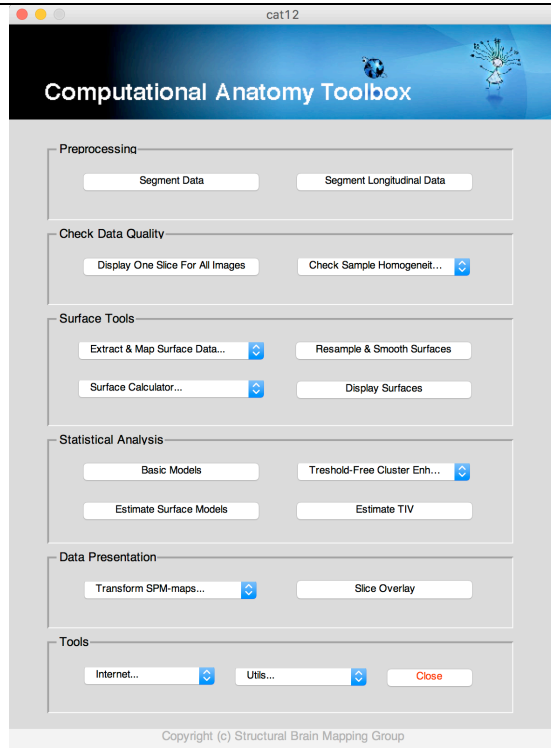 cat12
Computational Anatomy Toolbox
Preprocessing
Segment Data
Segment Longitudinal Data
Check Data Quality
Display One Slice For All Images
Check Sample Homogeneit...
Surface Tools
Extract & Map Surface Data...
Resample & Smooth Surfaces
Surface Calculator...
Display Surfaces
Statistical Analysis
Basic Models
Treshold-Free Cluster Enh...
Estimate Surface Models
Estimate TIV
Data Presentation
Transform SPM-maps...
Slice Overlay
Tools
Internet...
Utils...
Close
Copyright (c) Structural Brain Mapping Group